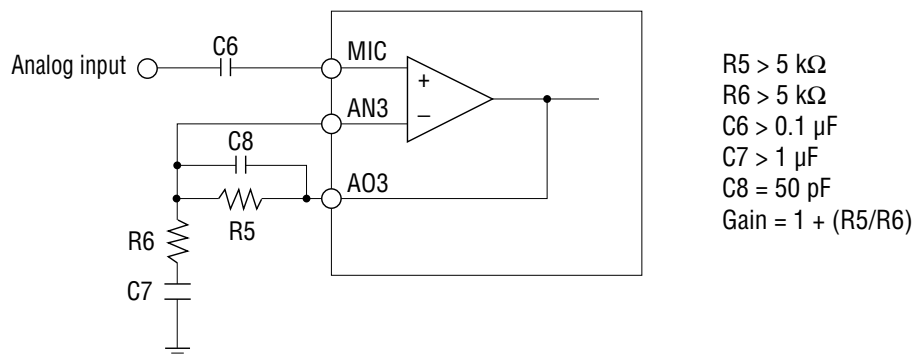 Analog input
C6
MIC
+
AN3
–
C8
AO3
R5
R6
C7
R5 > 5 kΩ
R6 > 5 kΩ
C6 > 0.1 µF
C7 > 1 µF
C8 = 50 pF
Gain = 1 + (R5/R6)